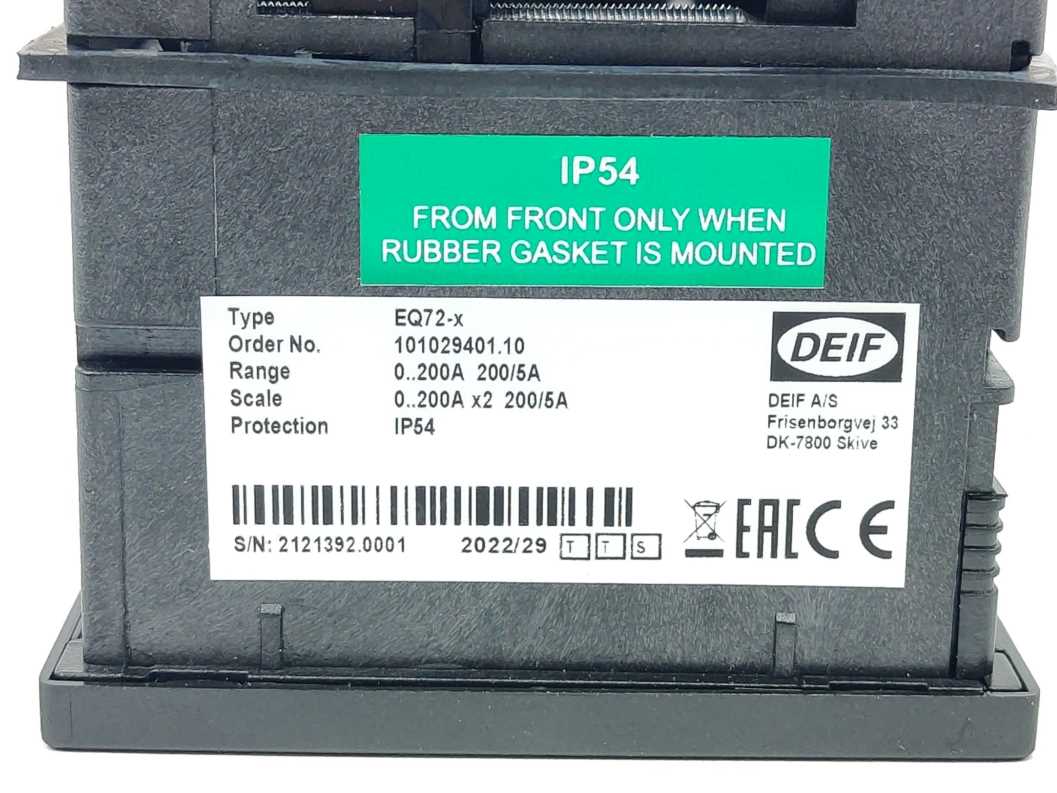 IP54
FROM FRONT ONLY WHEN
RUBBER GASKET IS MOUNTED
Type EQ72-x
Order No. 101029401.10
Range 0..200A 200/5A
Scale 0..200A x2 200/5A
Protection IP54
DEIF
DEIF A/S
Frisenborgvej 33
DK-7800 Skive
S/N: 2121392.0001 2022/29 T T S
EAC CE